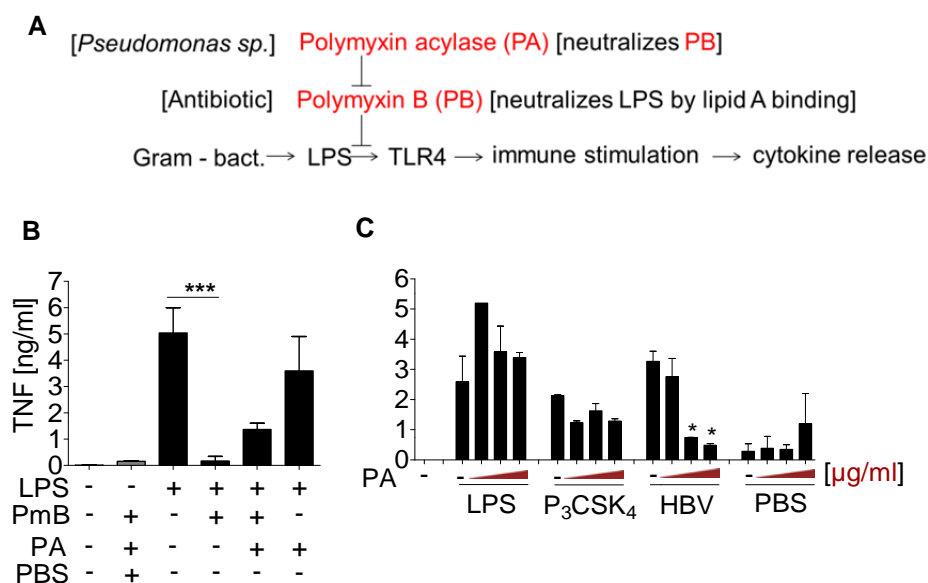 A
[Pseudomonas sp.] Polymyxin acylase (PA) [neutralizes PB]
[Antibiotic] Polymyxin B (PB) [neutralizes LPS by lipid A binding]
Gram - bact. → LPS → TLR4 → immune stimulation → cytokine release
B
TNF [ng/ml]
7
6
5
4
3
2
1
0
***
LPS - - + + + +
PmB - + - + + -
PA - + - - + +
PBS - + - - - -
C
6
5
4
3
2
1
0
* *
PA - - - - [µg/ml]
LPS P₃CSK₄ HBV PBS